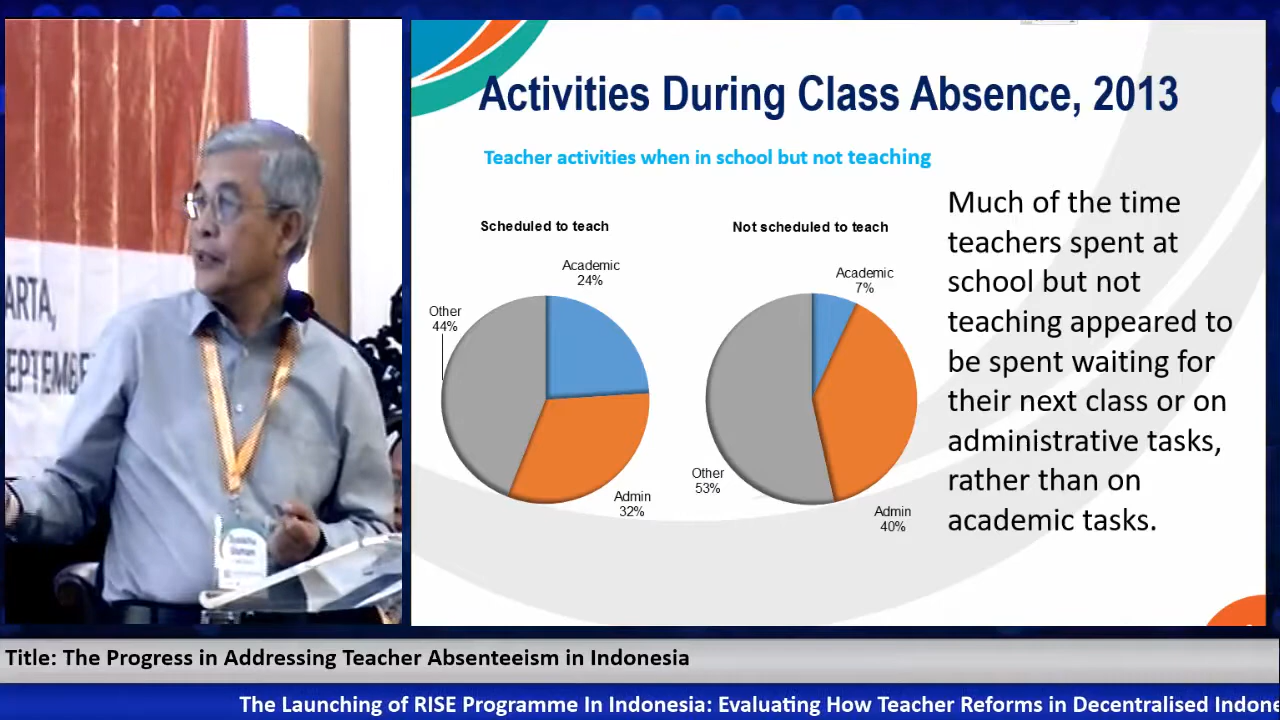 ARTA,
Activities During Class Absence, 2013
Teacher activities when in school but not teaching
Scheduled to teach
Academic
24%
Other
44%
Admin
32%
Not scheduled to teach
Academic
7%
Other
53%
Admin
40%
Much of the time
teachers spent at
school but not
teaching appeared to
be spent waiting for
their next class or on
administrative tasks,
rather than on
academic tasks.
Title: The Progress in Addressing Teacher Absenteeism in Indonesia
The Launching of RISE Programme In Indonesia: Evaluating How Teacher Reforms in Decentralised Indone